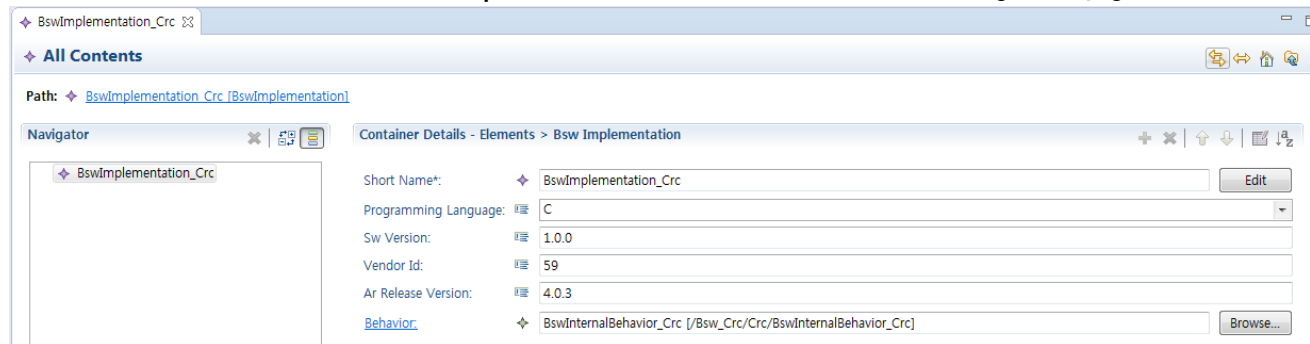 BswImplementation_Crc
All Contents
Path: BswImplementation_Crc [BswImplementation]
Navigator
Container Details - Elements > Bsw Implementation
BswImplementation_Crc
Short Name*: BswImplementation_Crc Edit
Programming Language: C
Sw Version: 1.0.0
Vendor Id: 59
Ar Release Version: 4.0.3
Behavior: BswInternalBehavior_Crc [/Bsw_Crc/Crc/BswInternalBehavior_Crc] Browse...